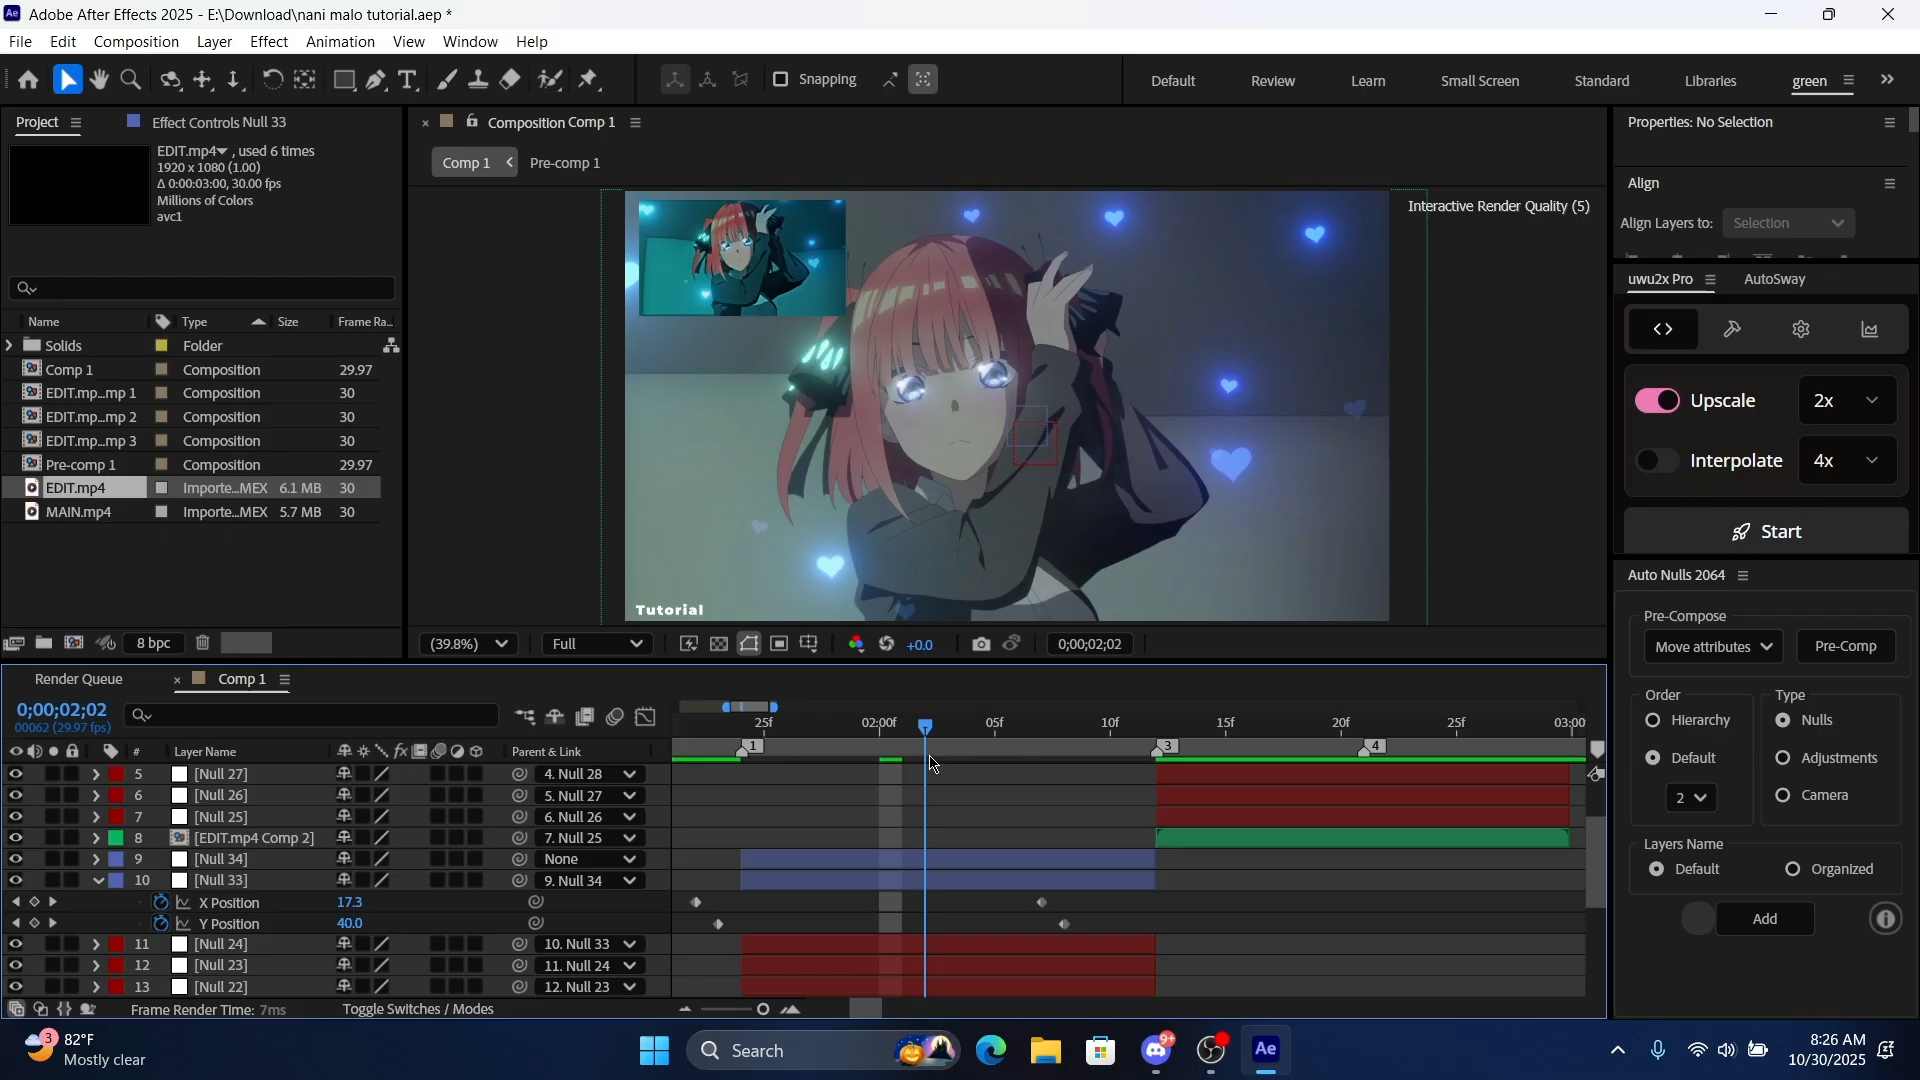 Ae Adobe After Effects 2025 - E:\Download\nani malo tutorial.aep *
File Edit Composition Layer Effect Animation View Window Help
Snapping Default Review Learn Small Screen Standard Libraries green
Project Effect Controls Null 33
EDIT.mp4 , used 6 times
1920 x 1080 (1.00)
Δ 0:00:03:00, 30.00 fps
Millions of Colors
avc1
Name Type Size Frame Ra...
Solids Folder
Comp 1 Composition 29.97
EDIT.mp...mp 1 Composition 30
EDIT.mp...mp 2 Composition 30
EDIT.mp...mp 3 Composition 30
Pre-comp 1 Composition 29.97
EDIT.mp4 Importe...MEX 6.1 MB 30
MAIN.mp4 Importe...MEX 5.7 MB 30
8 bpc
Composition Comp 1
Comp 1 Pre-comp 1
Interactive Render Quality (5)
Tutorial
(39.8%) Full +0.0 0;00;02;02
Properties: No Selection
Align
Align Layers to: Selection
uwu2x Pro AutoSway
Upscale 2x
Interpolate 4x
Start
Auto Nulls 2064
Pre-Compose
Move attributes Pre-Comp
Order Type
Hierarchy Nulls
Default Adjustments
2 Camera
Layers Name
Default Organized
Add
Render Queue Comp 1
0;00;02;02
00062 (29.97 fps)
25f 02:00f 05f 10f 15f 20f 25f 03:00
# Layer Name Parent & Link
1 3 4
5 [Null 27] 4. Null 28
6 [Null 26] 5. Null 27
7 [Null 25] 6. Null 26
8 [EDIT.mp4 Comp 2] 7. Null 25
9 [Null 34] None
10 [Null 33] 9. Null 34
X Position 17.3
Y Position 40.0
11 [Null 24] 10. Null 33
12 [Null 23] 11. Null 24
13 [Null 22] 12. Null 23
Frame Render Time: 7ms Toggle Switches / Modes
3 82°F
Mostly clear
Search
9+
Ae
8:26 AM
10/30/2025